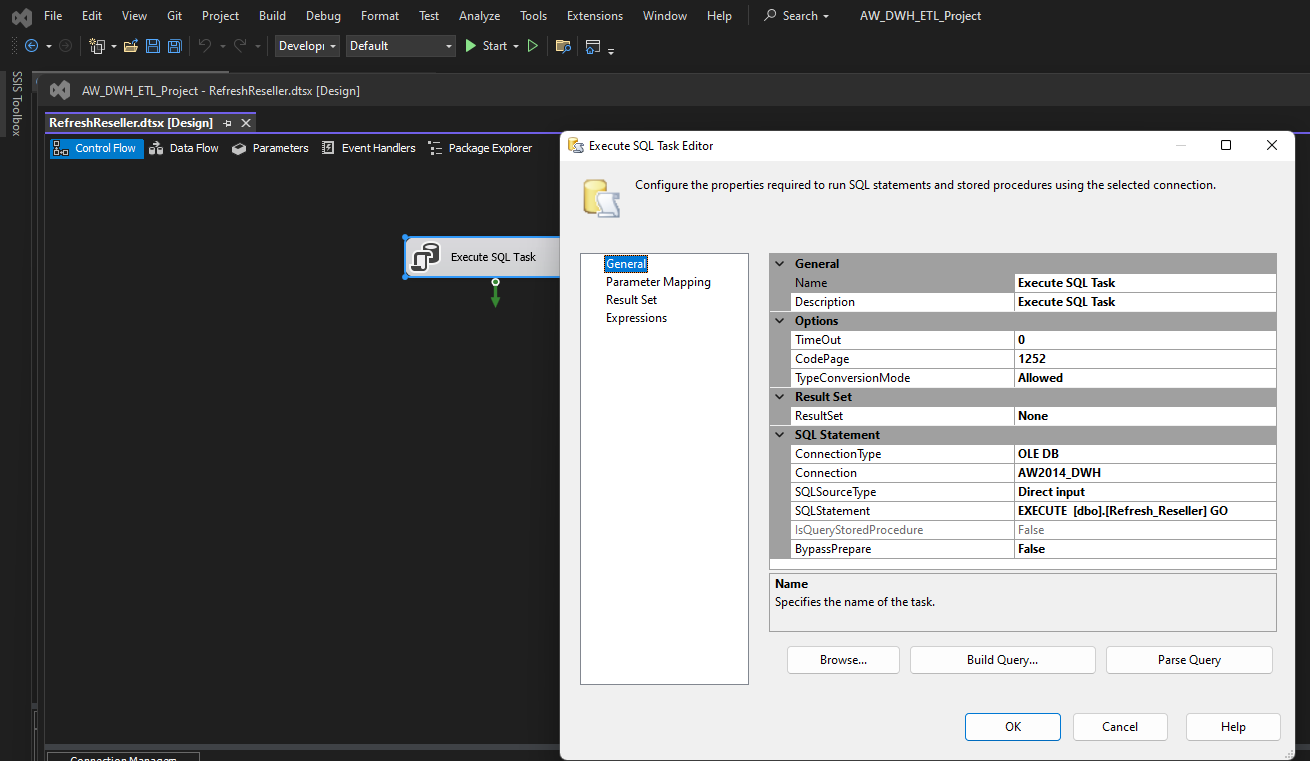 File Edit View Git Project Build Debug Format Test Analyze Tools Extensions Window Help Search AW_DWH_ETL_Project
Default Start
SSIS Toolbox
AW_DWH_ETL_Project - RefreshReseller.dtsx [Design]
RefreshReseller.dtsx [Design]
Control Flow Data Flow Parameters Event Handlers Package Explorer
Execute SQL Task
Execute SQL Task Editor
Configure the properties required to run SQL statements and stored procedures using the selected connection.
General
Parameter Mapping
Result Set
Expressions
General
Name Execute SQL Task
Description Execute SQL Task
Options
TimeOut 0
CodePage 1252
TypeConversionMode Allowed
Result Set
ResultSet None
SQL Statement
ConnectionType OLE DB
Connection AW2014_DWH
SQLSourceType Direct input
SQLStatement EXECUTE [dbo].[Refresh_Reseller] GO
IsQueryStoredProcedure False
BypassPrepare False
Name
Specifies the name of the task.
Browse... Build Query... Parse Query
OK Cancel Help
Connection Managers